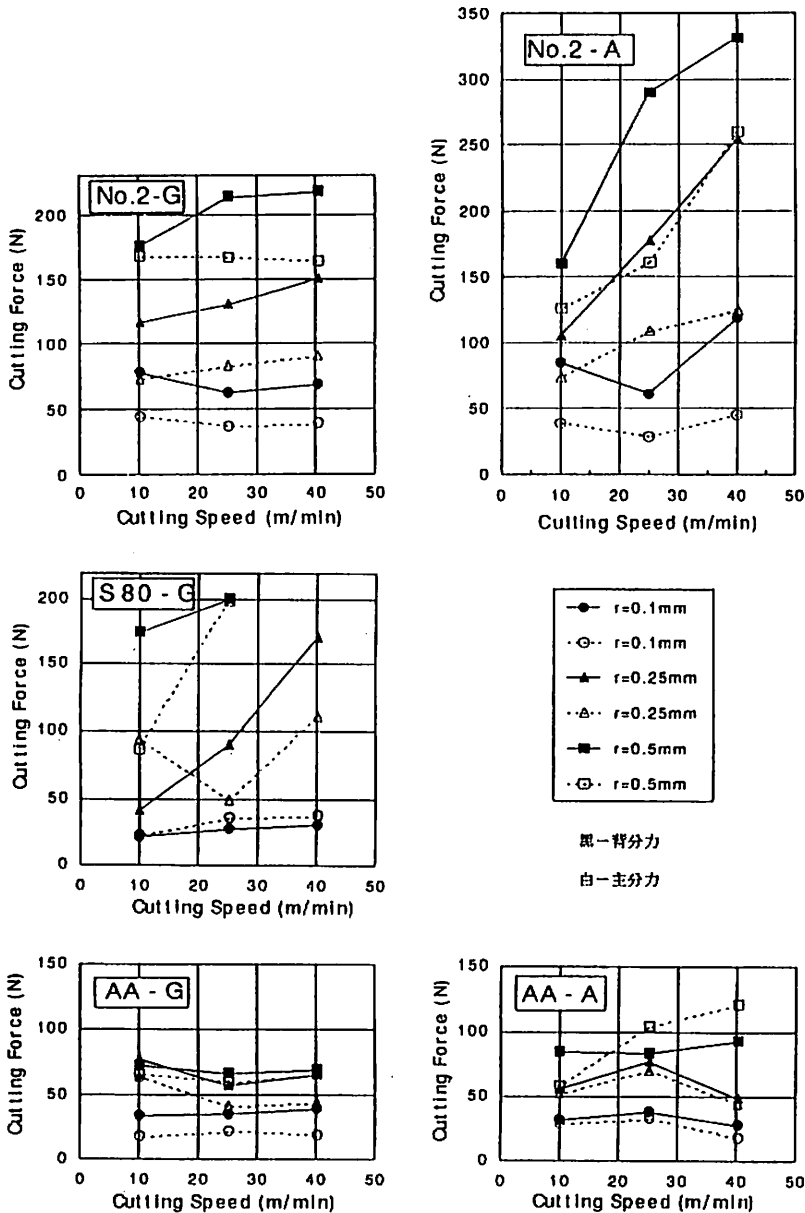 No.2-A
350
300
250
200
150
100
50
0
Cutting Force (N)
0 10 20 30 40 50
Cutting Speed (m/min)
No.2-G
200
150
100
50
0
Cutting Force (N)
0 10 20 30 40 50
Cutting Speed (m/min)
S80-G
200
150
100
50
0
Cutting Force (N)
0 10 20 30 40 50
Cutting Speed (m/min)
r=0.1mm
r=0.1mm
r=0.25mm
r=0.25mm
r=0.5mm
r=0.5mm
黒ー背分力
白ー主分力
AA-G
150
100
50
0
Cutting Force (N)
0 10 20 30 40 50
Cutting Speed (m/min)
AA-A
150
100
50
0
Cutting Force (N)
0 10 20 30 40 50
Cutting Speed (m/min)